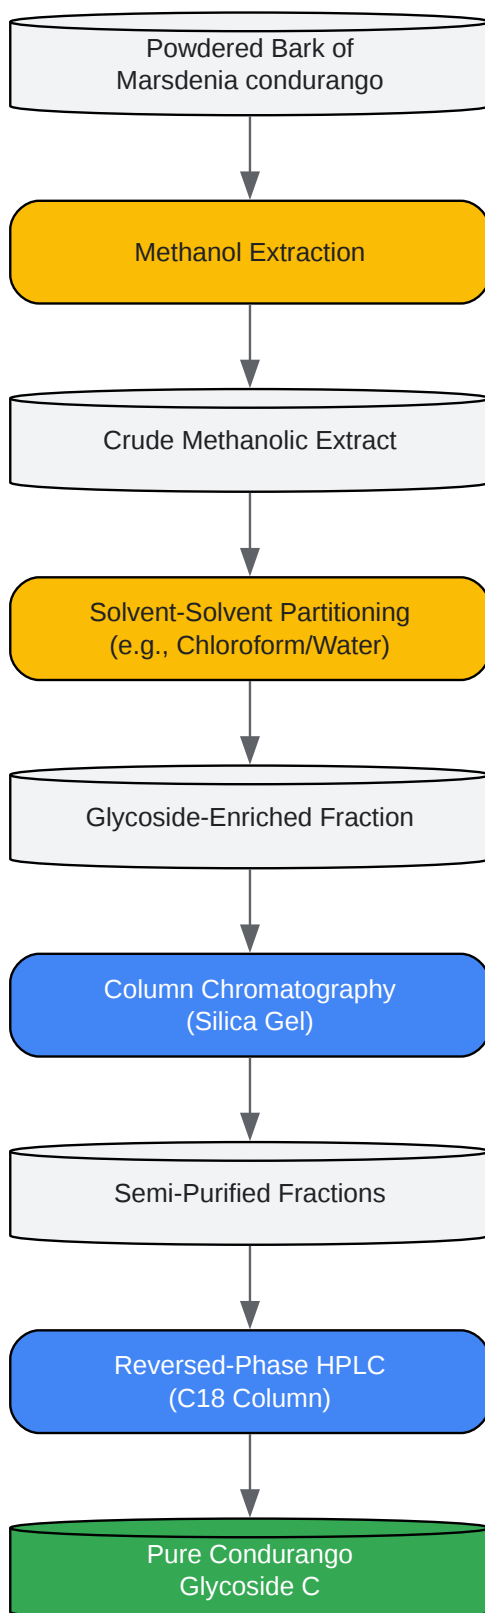 Powdered Bark of
Marsdenia condurango
Methanol Extraction
Crude Methanolic Extract
Solvent-Solvent Partitioning
(e.g., Chloroform/Water)
Glycoside-Enriched Fraction
Column Chromatography
(Silica Gel)
Semi-Purified Fractions
Reversed-Phase HPLC
(C18 Column)
Pure Condurango
Glycoside C